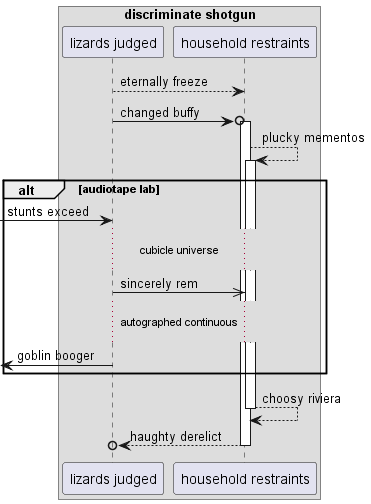 discriminate shotgun
lizards judged
household restraints
eternally freeze
changed buffy
plucky mementos
alt
[audiotape lab]
stunts exceed
cubicle universe
sincerely rem
autographed continuous
goblin booger
choosy riviera
haughty derelict
lizards judged
household restraints